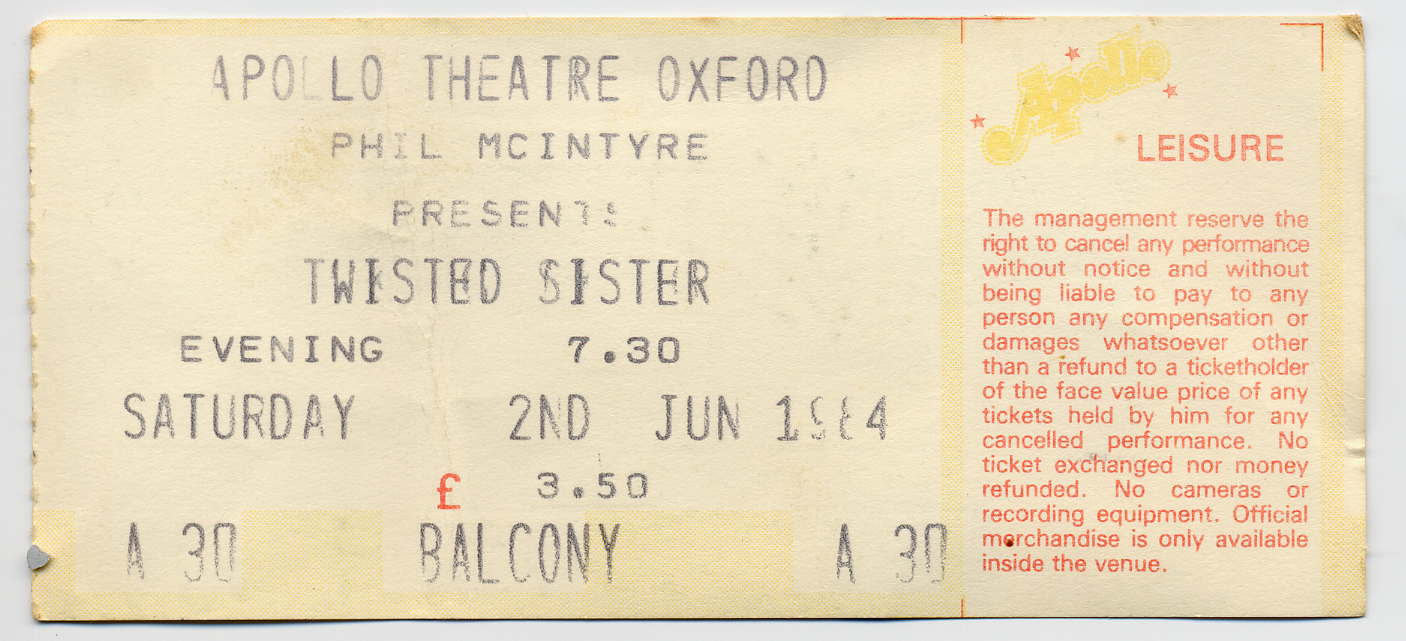 APOLLO THEATRE OXFORD
PHIL MCINTYRE
PRESENTS
TWISTED SISTER
EVENING 7.30
SATURDAY 2ND JUN 1984
£ 3.50
A 30 BALCONY A 30
Apollo
LEISURE
The management reserve the
right to cancel any performance
without notice and without
being liable to pay to any
person any compensation or
damages whatsoever other
than a refund to a ticketholder
of the face value price of any
tickets held by him for any
cancelled performance. No
ticket exchanged nor money
refunded. No cameras or
recording equipment. Official
merchandise is only available
inside the venue.